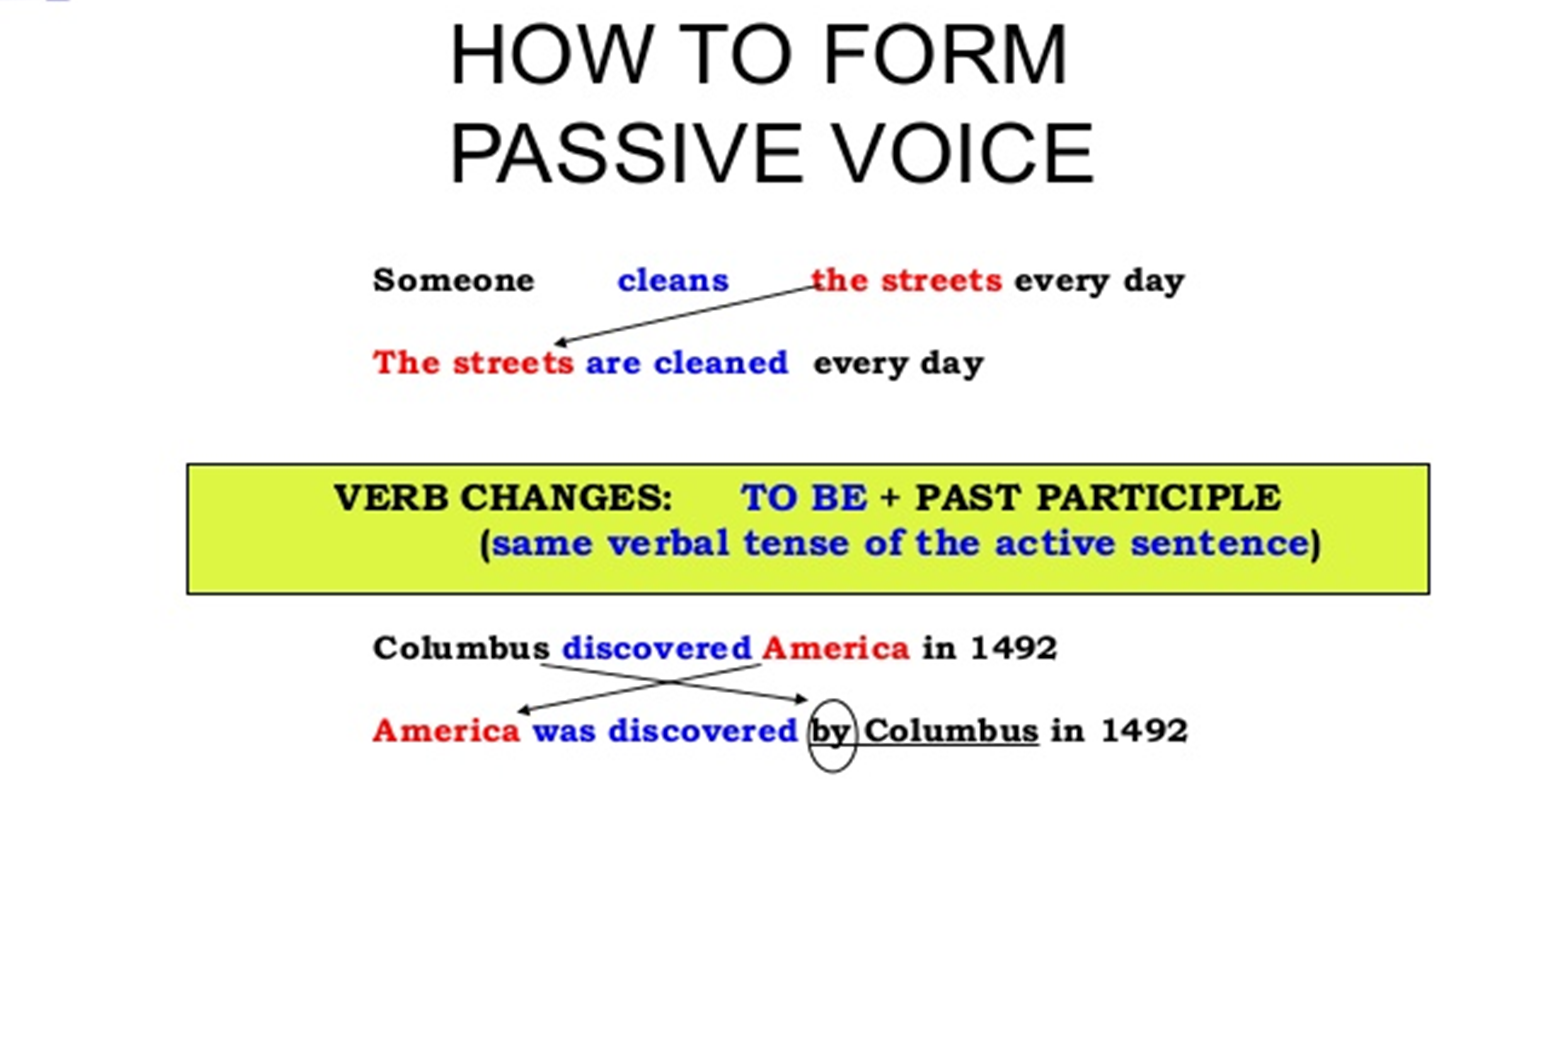 HOW TO FORM
PASSIVE VOICE
Someone cleans the streets every day
The streets are cleaned every day
VERB CHANGES: TO BE + PAST PARTICIPLE
(same verbal tense of the active sentence)
Columbus discovered America in 1492
America was discovered by Columbus in 1492